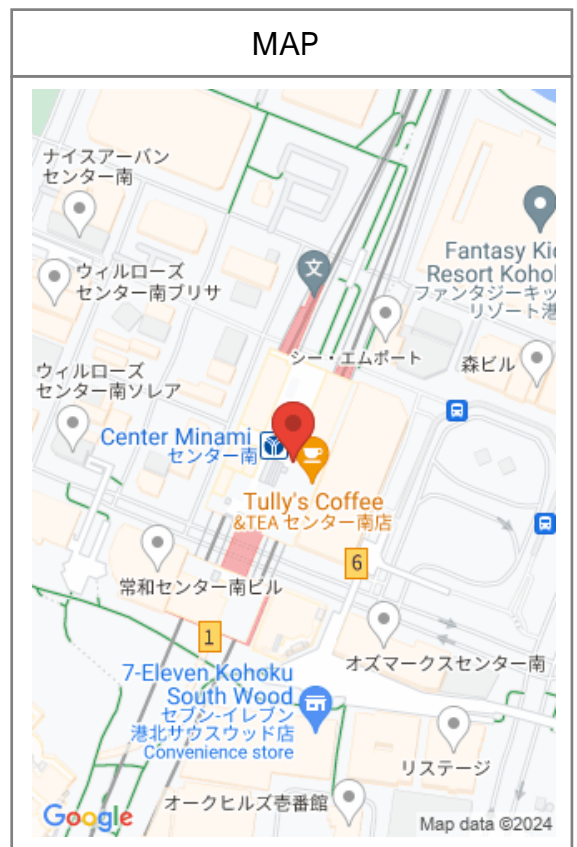 MAP
ナイスアーバン
センター南
ウィルローズ
センター南ブリサ
文
Fantasy Kid
Resort Kohol
ファンタジーキッ
リゾート港
シー・エムポート
森ビル
ウィルローズ
センター南ソレア
Center Minami
センター南
Tully's Coffee
&TEA センター南店
6
常和センター南ビル
1
オズマークスセンター南
7-Eleven Kohoku
South Wood
セブン-イレブン
港北サウスウッド店
Convenience store
リステージ
オークヒルズ壱番館
Google
Map data ©2024